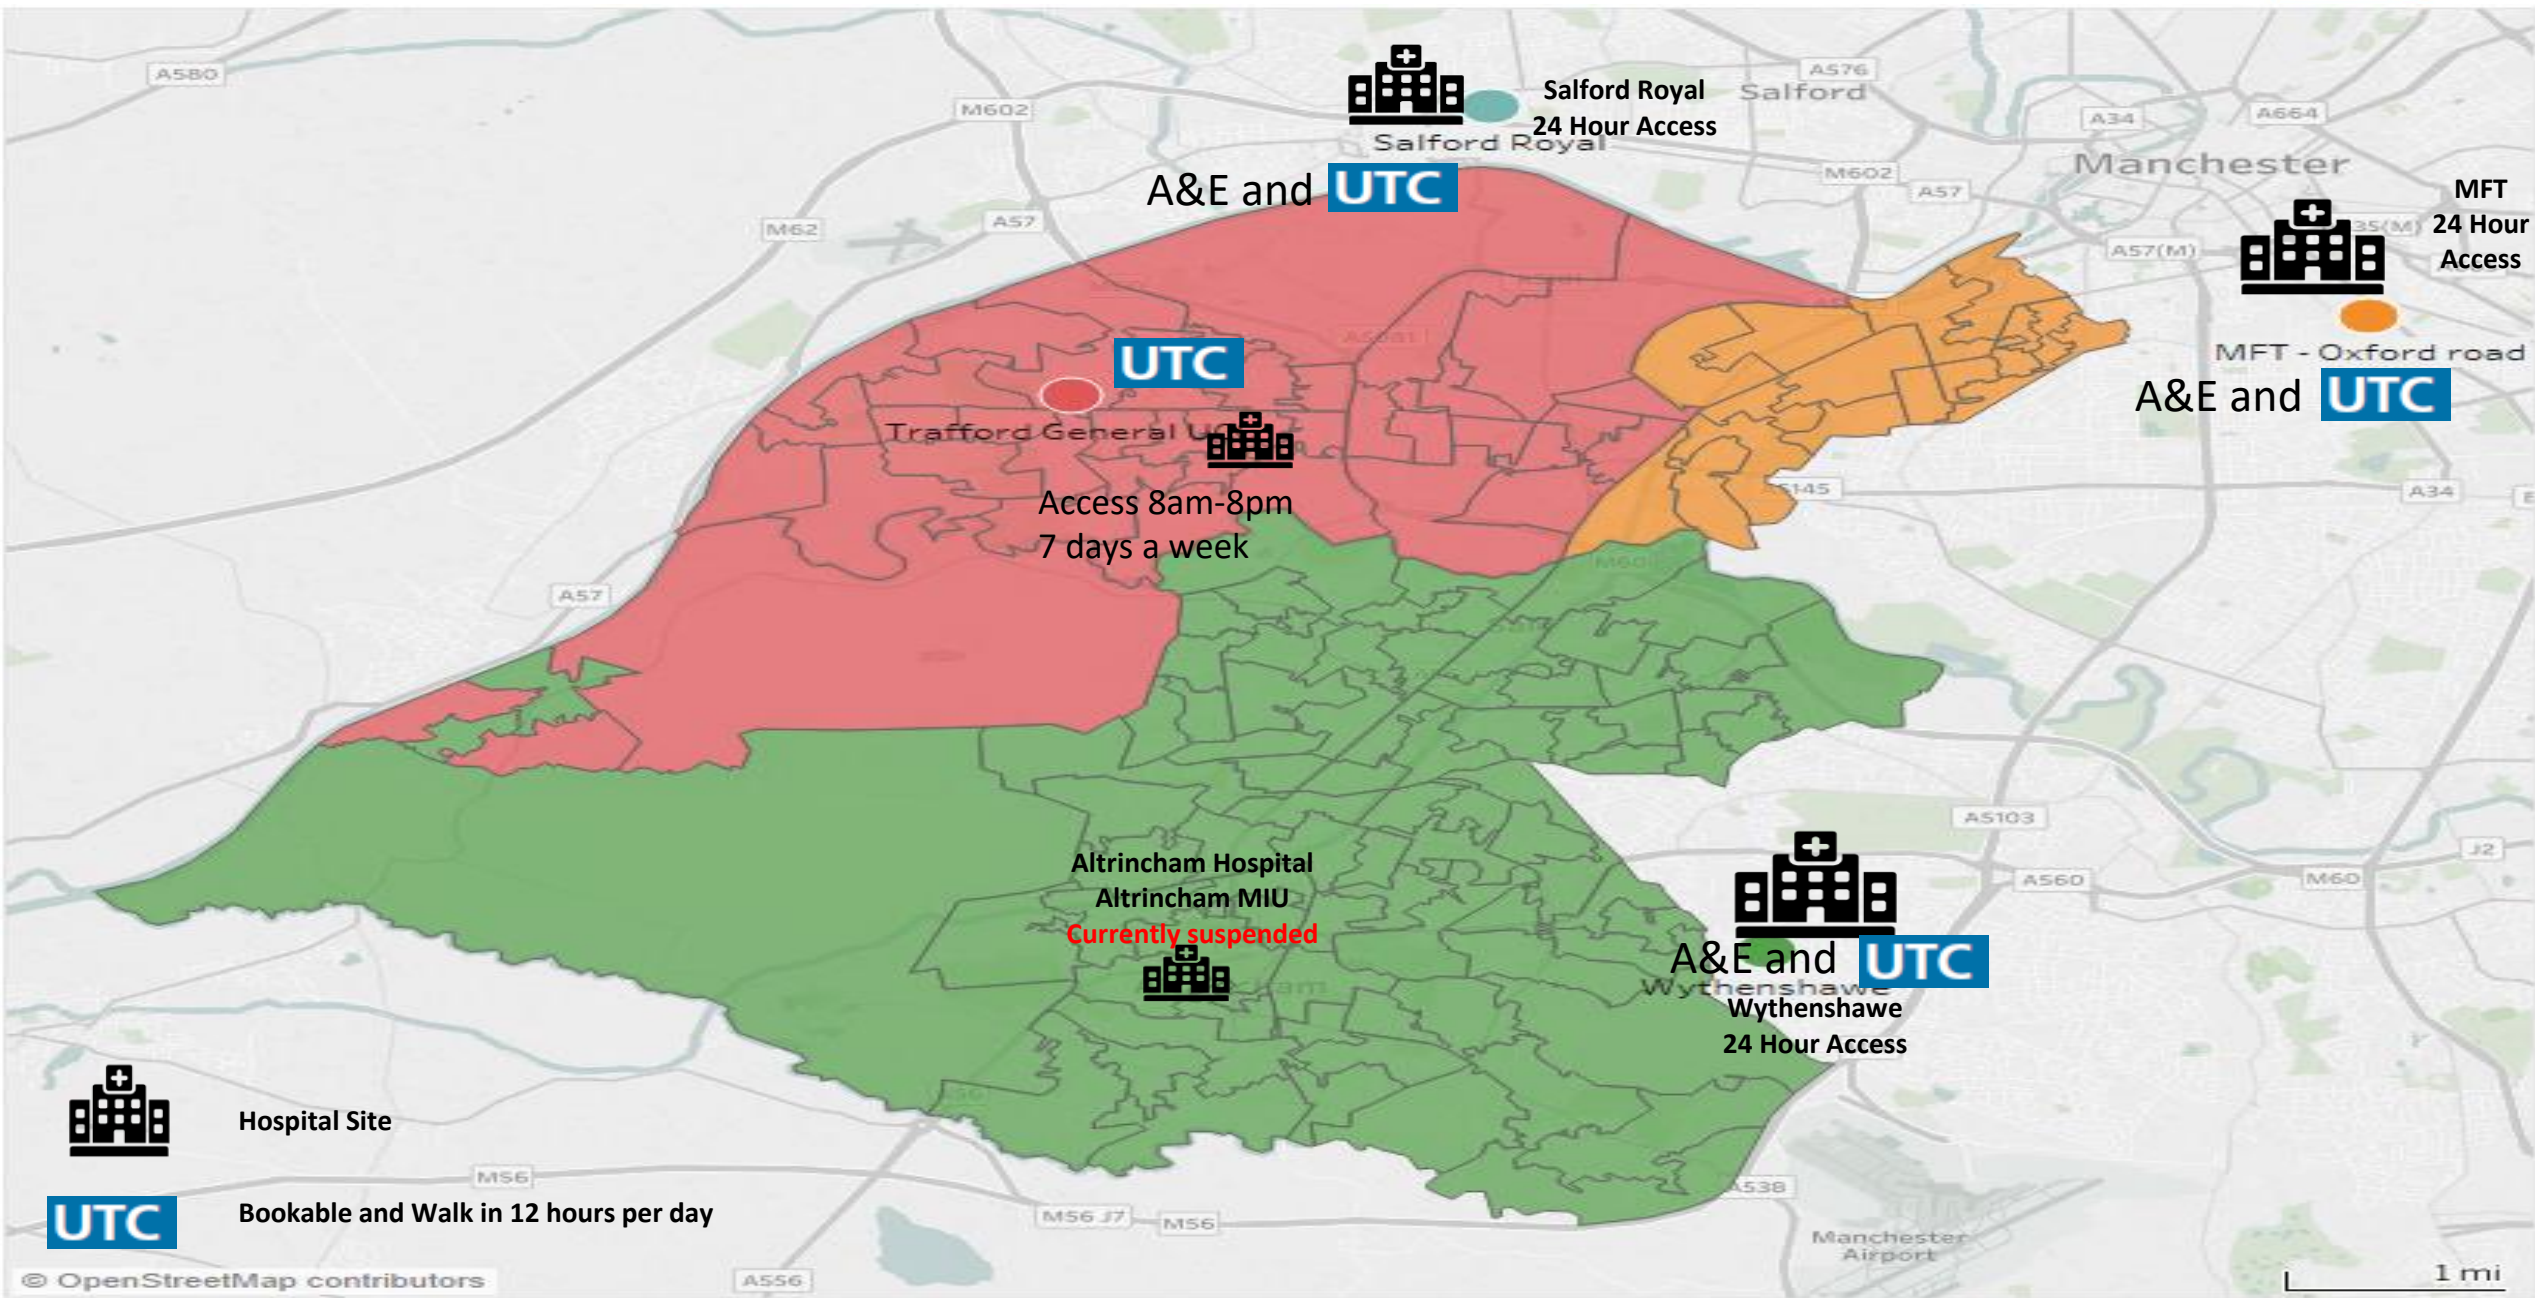 A580
M602
Salford Royal
24 Hour Access
Salford Royal
A576
Salford
A34
A664
Manchester
M602
A57
A&E and UTC
M62
A57
MFT
24 Hour
Access
A57(M)
35(M)
MFT - Oxford road
A&E and UTC
UTC
Trafford General
Access 8am-8pm
7 days a week
5145
A34
A57
A5103
J2
A560
M60
Altrincham Hospital
Altrincham MIU
Currently suspended
A&E and UTC
Wythenshawe
Wythenshawe
24 Hour Access
Hospital Site
M56
UTC Bookable and Walk in 12 hours per day
M56 J7
M56
A538
Manchester
Airport
© OpenStreetMap contributors
A556
1 mi